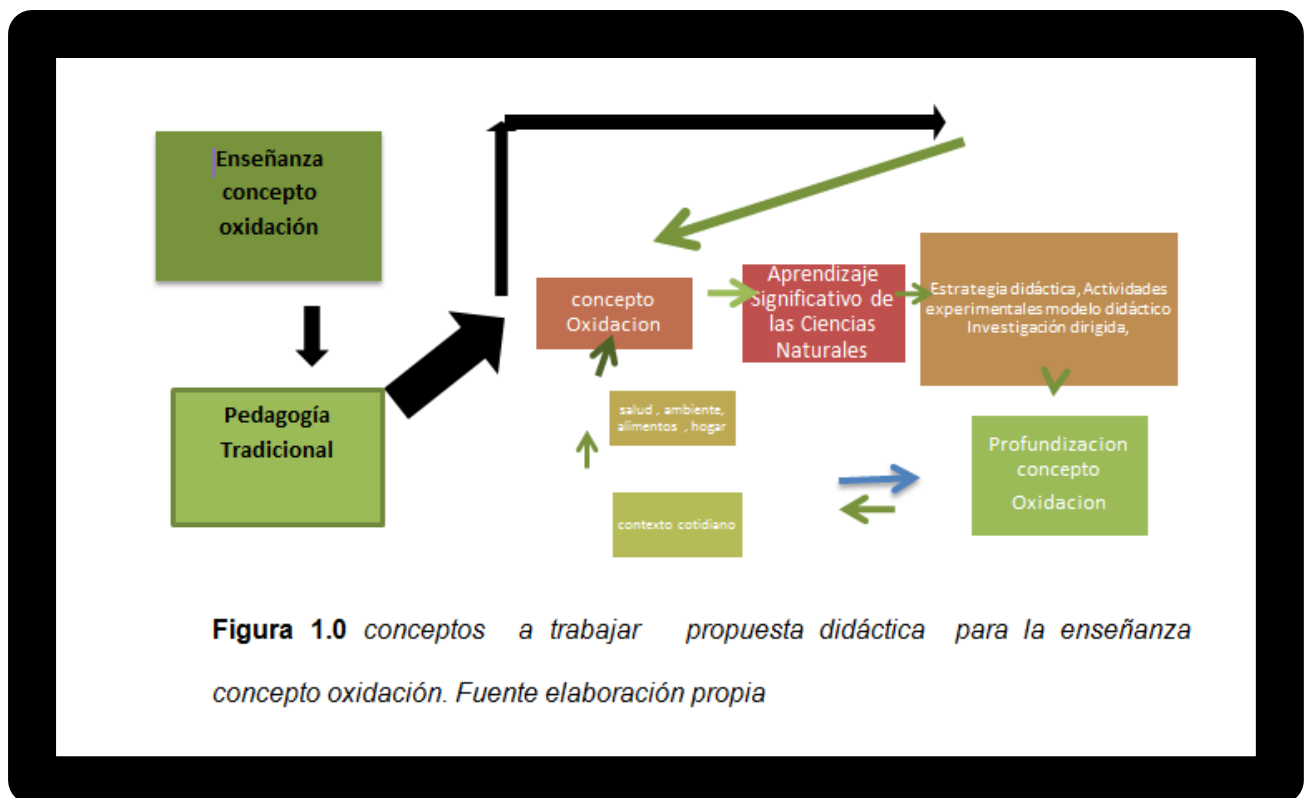 Enseñanza
concepto
oxidación
Pedagogía
Tradicional
concepto
Oxidacion
Aprendizaje
Significativo de
las Ciencias
Naturales
Estrategia didáctica, Actividades
experimentales modelo didáctico
Investigación dirigida,
salud , ambiente,
alimentos , hogar
contexto cotidiano
Profundizacion
concepto
Oxidacion
Figura 1.0 conceptos a trabajar propuesta didáctica para la enseñanza
concepto oxidación. Fuente elaboración propia